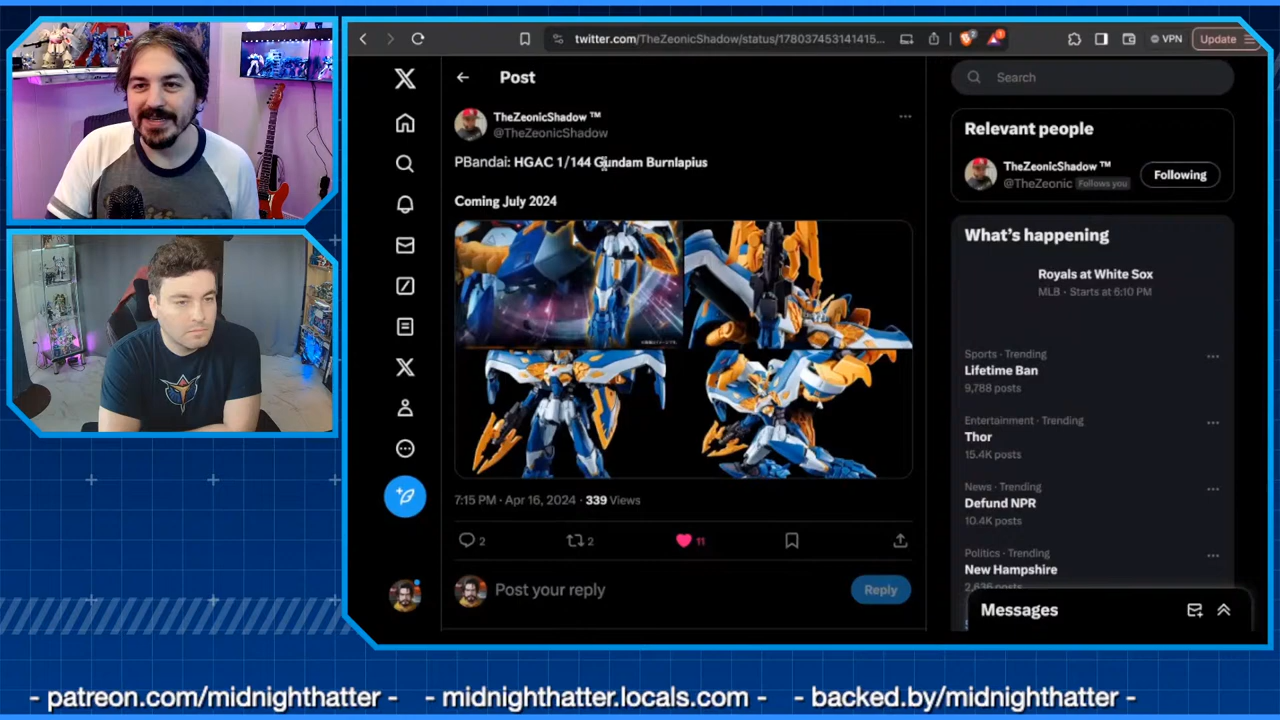 twitter.com/TheZeonicShadow/status/178037453141415...
VPN
Update
Post
TheZeonicShadow ™
@TheZeonicShadow
PBandai: HGAC 1/144 Gundam Burnlapius
Coming July 2024
7:15 PM · Apr 16, 2024 · 339 Views
2
2
11
Post your reply
Reply
Search
Relevant people
TheZeonicShadow ™
@TheZeonic Follows you
Following
What's happening
Royals at White Sox
MLB · Starts at 6:10 PM
Sports · Trending
Lifetime Ban
9,788 posts
Entertainment · Trending
Thor
15.4K posts
News · Trending
Defund NPR
10.4K posts
Politics · Trending
New Hampshire
2,636 posts
Messages
- patreon.com/midnighthatter - - midnighthatter.locals.com - - backed.by/midnighthatter -